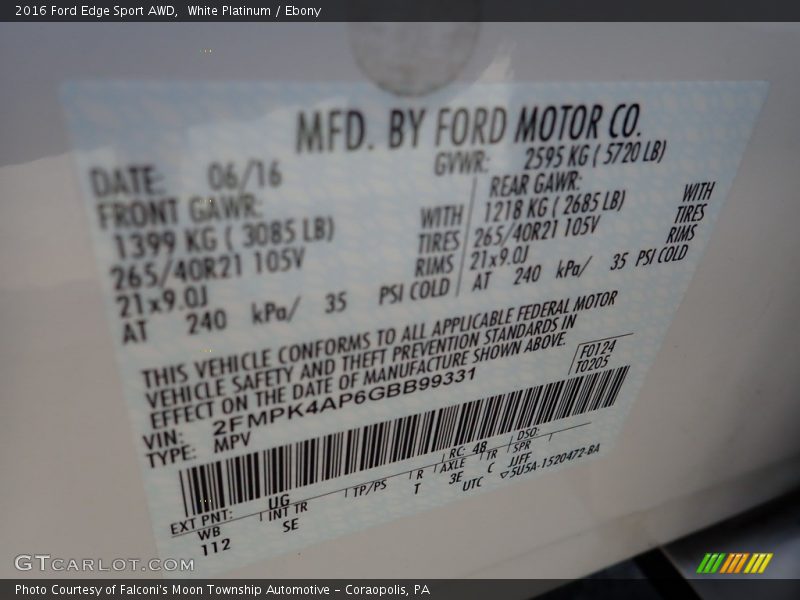 2016 Ford Edge Sport AWD,  White Platinum / Ebony
MFD. BY FORD MOTOR CO.
DATE: 06/16
GVWR: 2595 KG ( 5720 LB)
FRONT GAWR:
1399 KG ( 3085 LB) WITH
265/40R21 105V TIRES
21x9.0J RIMS
AT 240 kPa/ 35 PSI COLD
REAR GAWR:
1218 KG ( 2685 LB) WITH
265/40R21 105V TIRES
21x9.0J RIMS
AT 240 kPa/ 35 PSI COLD
THIS VEHICLE CONFORMS TO ALL APPLICABLE FEDERAL MOTOR
VEHICLE SAFETY AND THEFT PREVENTION STANDARDS IN
EFFECT ON THE DATE OF MANUFACTURE SHOWN ABOVE.
F0124
T0205
VIN: 2FMPK4AP6GBB99331
TYPE: MPV
EXT PNT: UG RC: 48 DSO:
WB INT TR TP/PS R AXLE TR SPR
112 SE T 3E C JJFF
UTC 5U5A-1520472-BA
GTCARLOT.COM
Photo Courtesy of Falconi's Moon Township Automotive – Coraopolis, PA